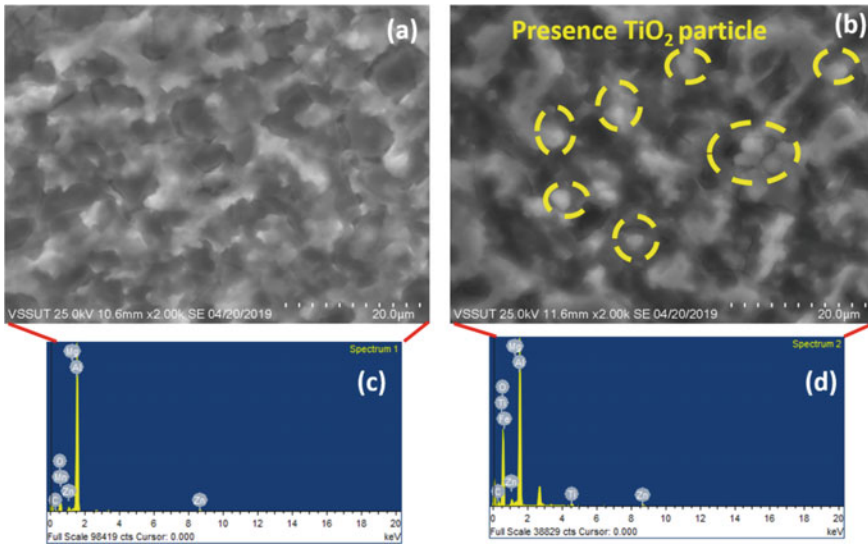 (a)
VSSUT 25.0kV 10.6mm x2.00k SE 04/20/2019 20.0μm
Presence TiO₂ particle (b)
VSSUT 25.0kV 11.6mm x2.00k SE 04/20/2019 20.0μm
Spectrum 1
(c)
Mg
Al
O
Mn
C
Zn
Zn
0 2 4 6 8 10 12 14 16 18 20
Full Scale 98419 cts Cursor: 0.000 keV
Spectrum 2
(d)
Mg
Al
O
Ti
Fe
C
Zn
Ti
Zn
0 2 4 6 8 10 12 14 16 18 20
Full Scale 38829 cts Cursor: 0.000 keV